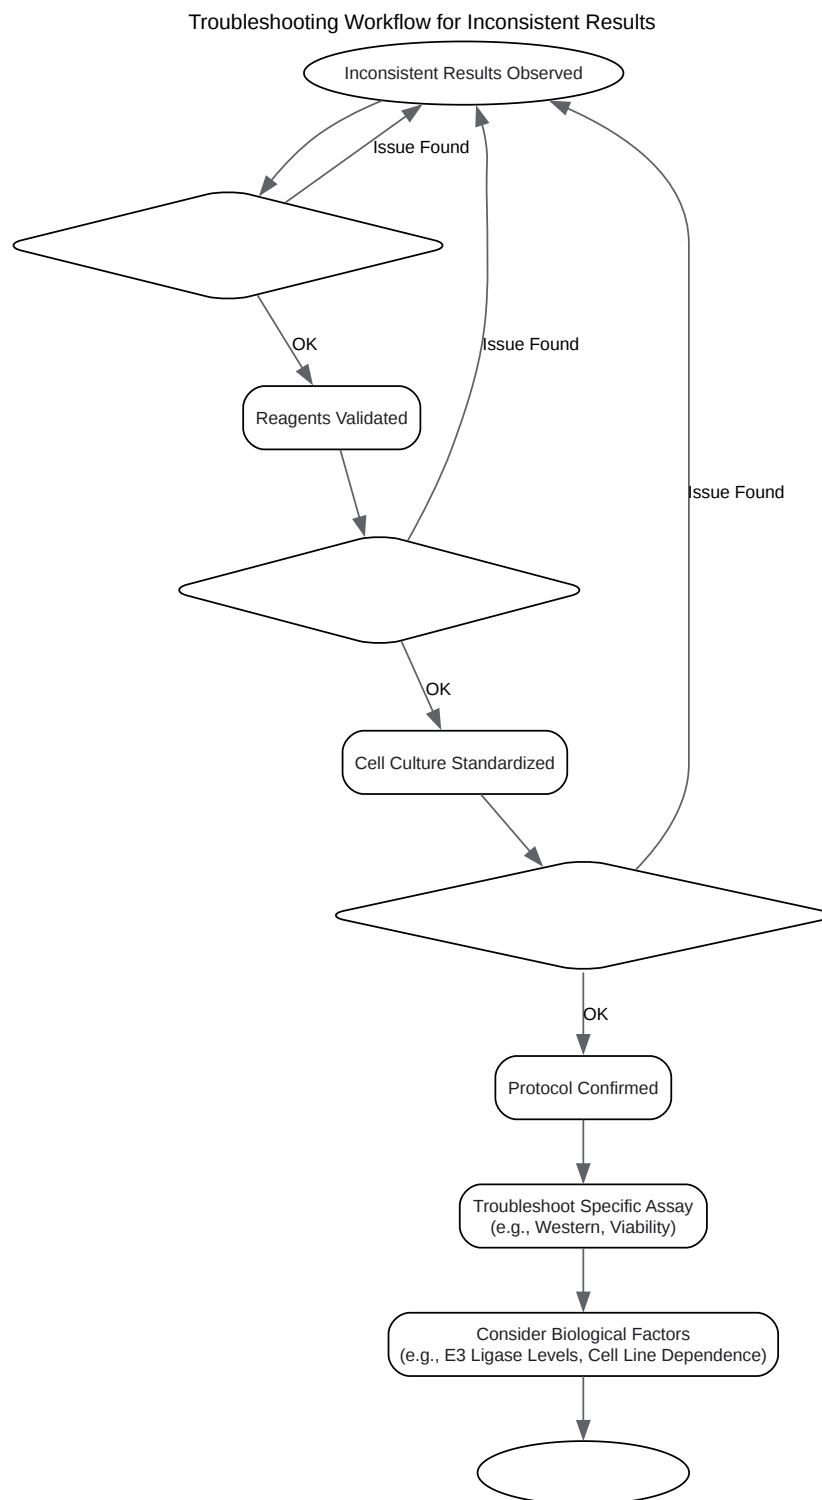 Troubleshooting Workflow for Inconsistent Results
Inconsistent Results Observed
Issue Found
OK
Issue Found
Reagents Validated
Issue Found
OK
Cell Culture Standardized
OK
Protocol Confirmed
Troubleshoot Specific Assay
(e.g., Western, Viability)
Consider Biological Factors
(e.g., E3 Ligase Levels, Cell Line Dependence)